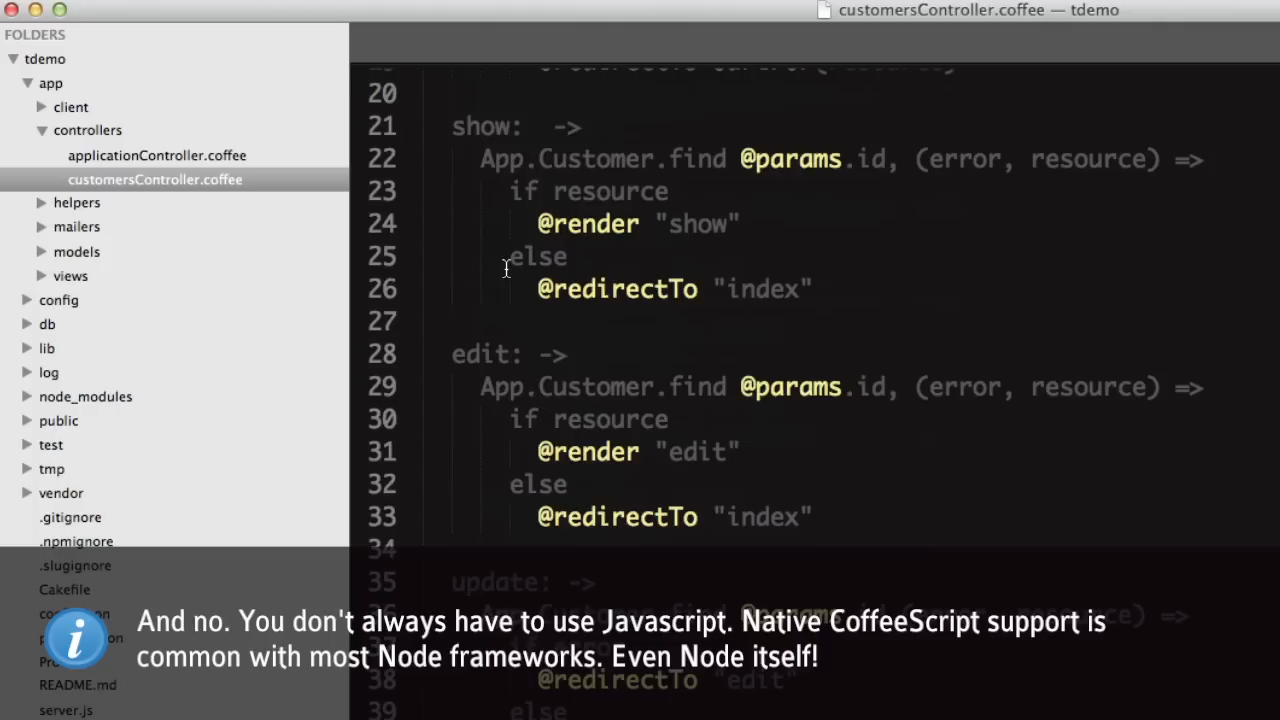 customersController.coffee — tdemo
FOLDERS
tdemo
app
client
controllers
applicationController.coffee
customersController.coffee
helpers
mailers
models
views
config
db
lib
log
node_modules
public
test
tmp
vendor
.gitignore
.npmignore
.slugignore
Cakefile
README.md
server.js
20
21 show: ->
22 App.Customer.find @params.id, (error, resource) =>
23 if resource
24 @render "show"
25 else
26 @redirectTo "index"
27
28 edit: ->
29 App.Customer.find @params.id, (error, resource) =>
30 if resource
31 @render "edit"
32 else
33 @redirectTo "index"
34
35 update: ->
38 @redirectTo "edit"
39 else
And no. You don't always have to use Javascript. Native CoffeeScript support is
common with most Node frameworks. Even Node itself!